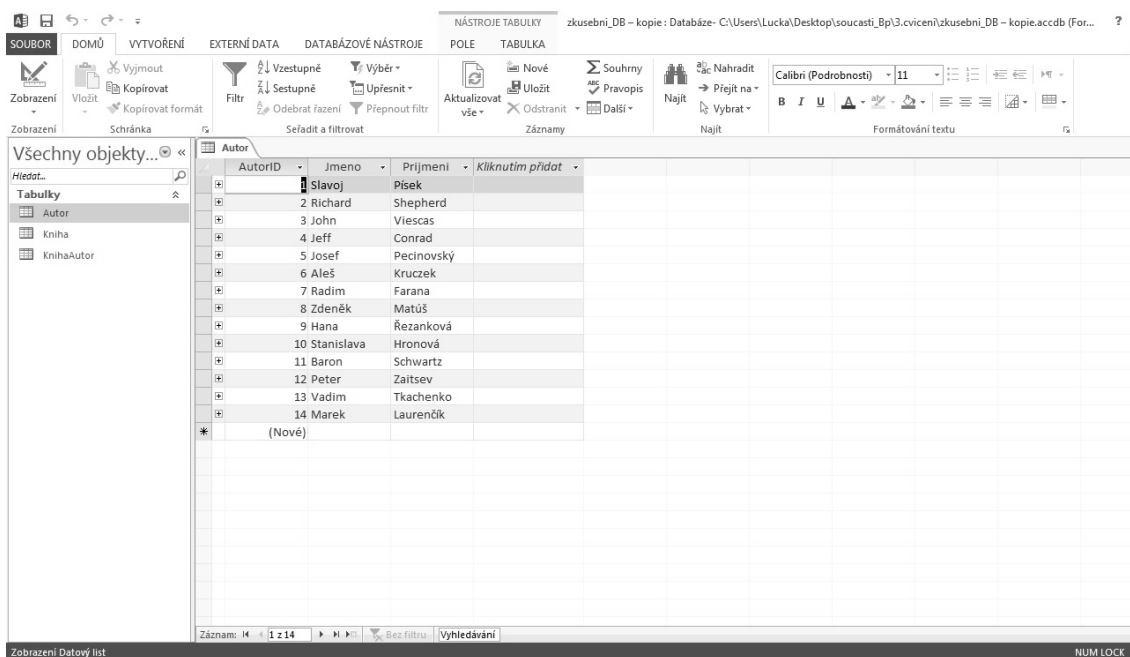 NÁSTROJE TABULKY zkusebni_DB – kopie : Databáze- C:\Users\Lucka\Desktop\soucasti_Bp\3.cviceni\zkusebni_DB – kopie.accdb (For... ?
SOUBOR DOMŮ VYTVOŘENÍ EXTERNÍ DATA DATABÁZOVÉ NÁSTROJE POLE TABULKA
Zobrazení
Vložit
Vyjmout
Kopírovat
Kopírovat formát
Filtr
Vzestupně
Sestupně
Odebrat řazení
Výběr
Upřesnit
Přepnout filtr
Aktualizovat vše
Nové
Uložit
Odstranit
Souhrny
Pravopis
Další
Najít
Nahradit
Přejít na
Vybrat
Calibri (Podrobnosti) 11
B I U A
Zobrazení Schránka Seřadit a filtrovat Záznamy Najít Formátování textu
Všechny objekty... «
Hledat...
Tabulky
Autor
Kniha
KnihaAutor
Autor
AutorID Jmeno Prijmeni Kliknutím přidat
1 Slavoj Písek
2 Richard Shepherd
3 John Viescas
4 Jeff Conrad
5 Josef Pecinovský
6 Aleš Kruczek
7 Radim Farana
8 Zdeněk Matúš
9 Hana Řezanková
10 Stanislava Hronová
11 Baron Schwartz
12 Peter Zaitsev
13 Vadim Tkachenko
14 Marek Laurenčík
(Nové)
Záznam: 1 z 14 Bez filtru Vyhledávání
Zobrazení Datový list NUM LOCK